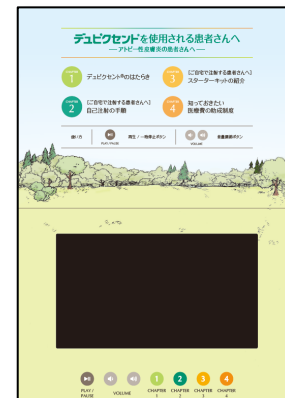 デュピクセントを使用される患者さんへ
―アトピー性皮膚炎の患者さんへ―
CHAPTER 1 デュピクセント®のはたらき
CHAPTER 2 [ご自宅で注射する患者さんへ]
自己注射の手順
CHAPTER 3 [ご自宅で注射する患者さんへ]
スターターキットの紹介
CHAPTER 4 知っておきたい
医療費の助成制度
使い方 PLAY/PAUSE 再生/一時停止ボタン VOLUME 音量調節ボタン
PLAY/
PAUSE
VOLUME
1 CHAPTER 1
2 CHAPTER 2
3 CHAPTER 3
4 CHAPTER 4